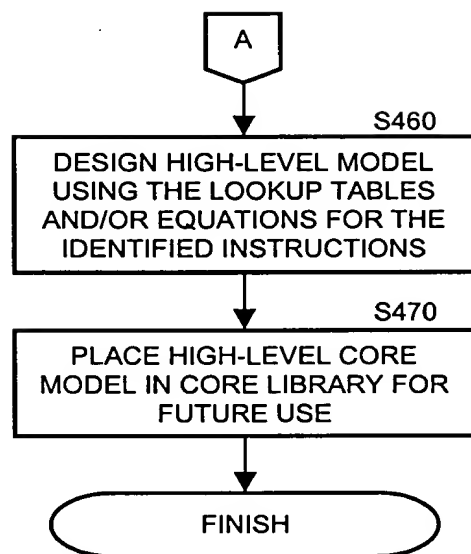 A
S460
DESIGN HIGH-LEVEL MODEL
USING THE LOOKUP TABLES
AND/OR EQUATIONS FOR THE
IDENTIFIED INSTRUCTIONS
S470
PLACE HIGH-LEVEL CORE
MODEL IN CORE LIBRARY FOR
FUTURE USE
FINISH